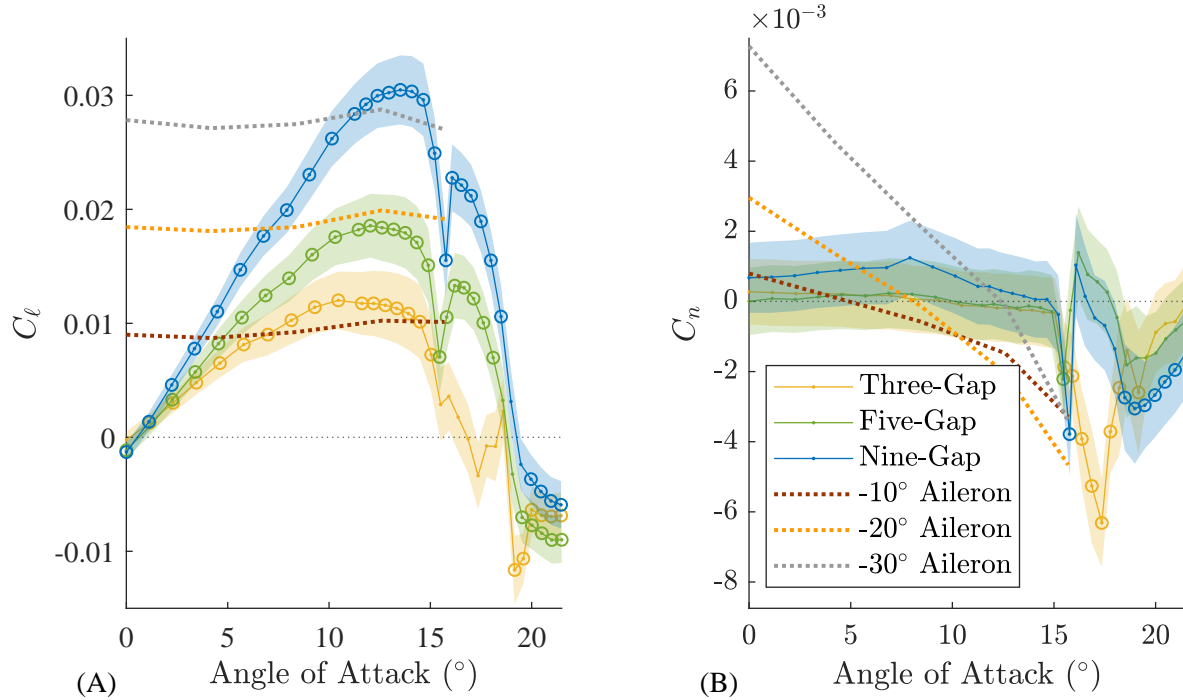 0.03
0.02
0.01
0
-0.01
C_ℓ
0 5 10 15 20
Angle of Attack (°)
(A)
×10⁻³
6
4
2
0
-2
-4
-6
-8
C_n
Three-Gap
Five-Gap
Nine-Gap
-10° Aileron
-20° Aileron
-30° Aileron
0 5 10 15 20
Angle of Attack (°)
(B)